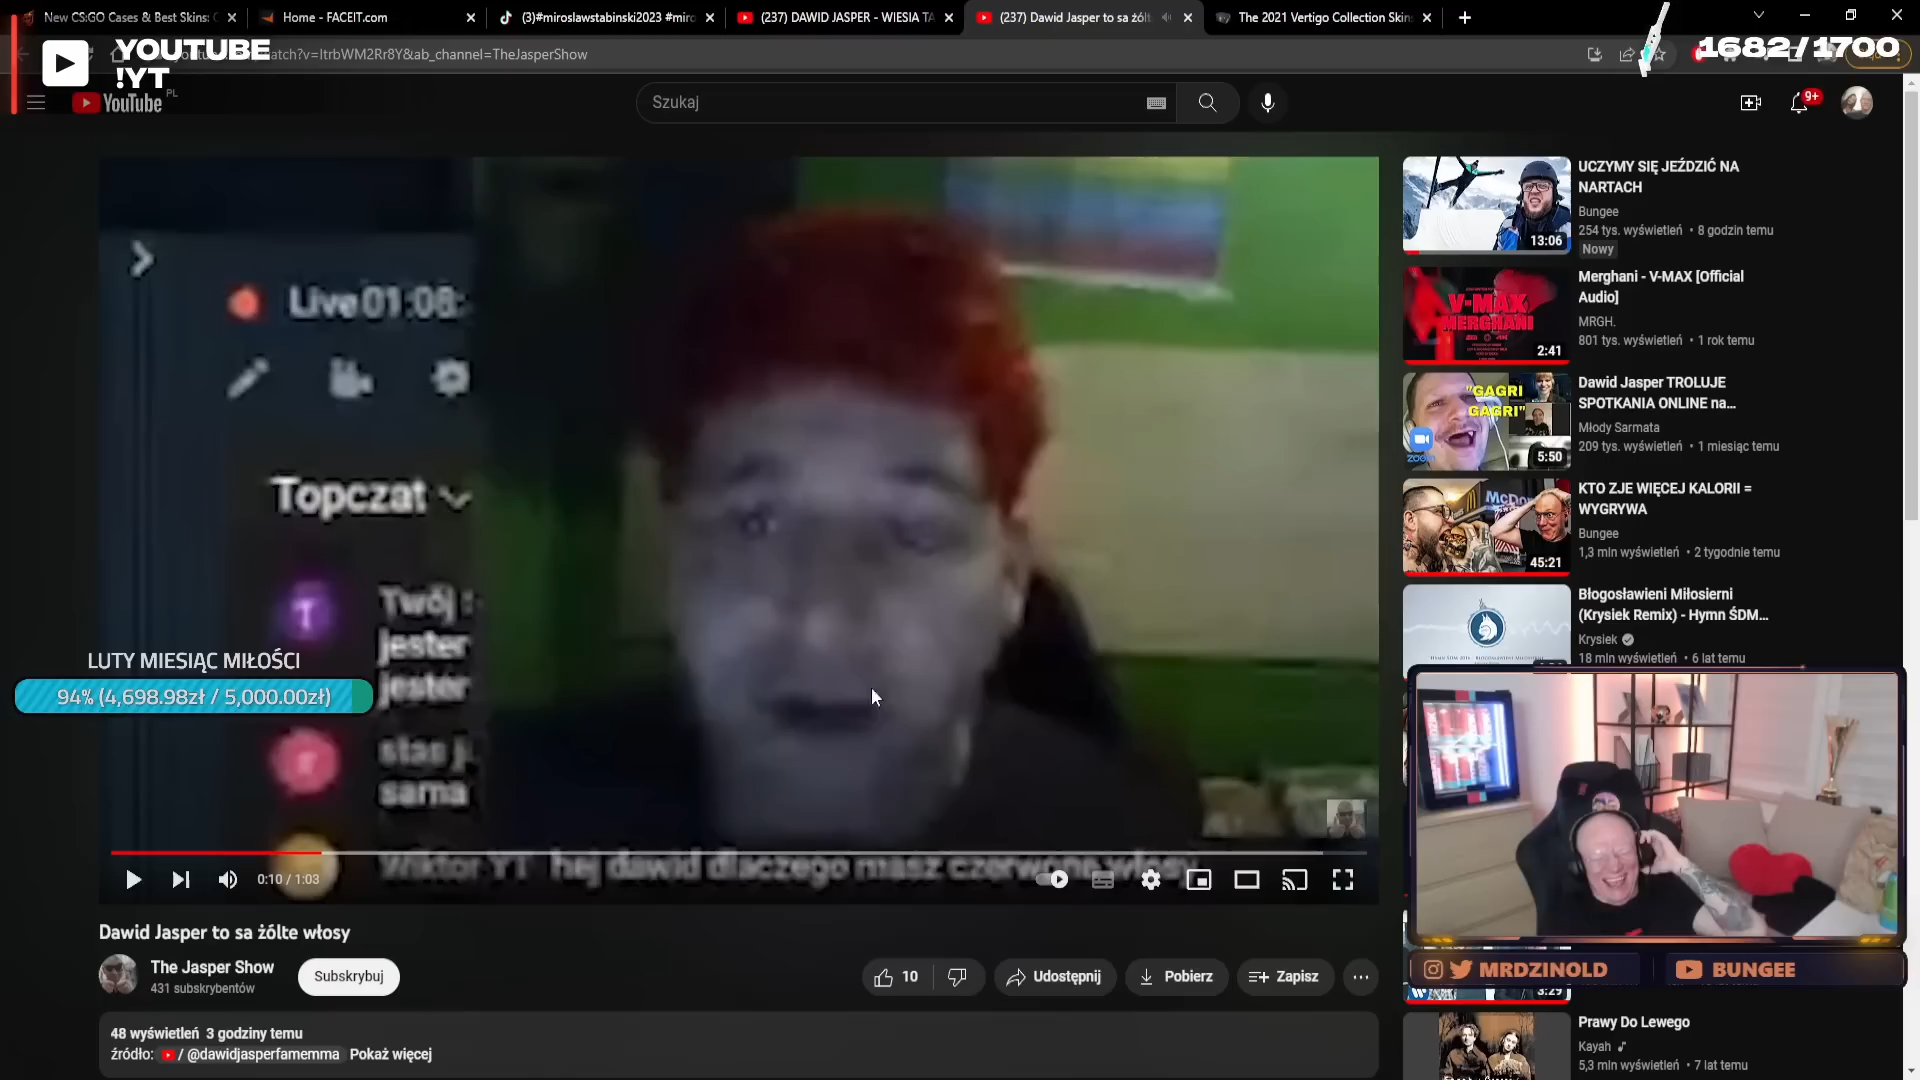 New CS:GO Cases & Best Skins:
Home - FACEIT.com
(3)#miroslawstabinski2023 #miro
(237) DAWID JASPER - WIESIA TA
(237) Dawid Jasper to sa żół
The 2021 Vertigo Collection Skin
YOUTUBE
!YT
atch?v=ItrbWM2Rr8Y&ab_channel=TheJasperShow
1682/1700
YouTube PL
Szukaj
9+
Live 01:08:
Topczat
T
Twój
jester
jester
stas j.
sama
Wiktor YT hej dawid dlaczego masz czerwone włosy
LUTY MIESIĄC MIŁOŚCI
94% (4,698.98zł / 5,000.00zł)
0:10 / 1:03
Dawid Jasper to sa żólte włosy
The Jasper Show
431 subskrybentów
Subskrybuj
10
Udostępnij
Pobierz
Zapisz
48 wyświetleń 3 godziny temu
źródło: / @dawidjasperfamemma Pokaż więcej
13:06
UCZYMY SIĘ JEŹDZIĆ NA
NARTACH
Bungee
254 tys. wyświetleń • 8 godzin temu
Nowy
V-MAX
MERGHANI
2:41
Merghani - V-MAX [Official
Audio]
MRGH.
801 tys. wyświetleń • 1 rok temu
"GAGRI
GAGRI"
ZOOM
5:50
Dawid Jasper TROLUJE
SPOTKANIA ONLINE na...
Młody Sarmata
209 tys. wyświetleń • 1 miesiąc temu
McDo
45:21
KTO ZJE WIĘCEJ KALORII =
WYGRYWA
Bungee
1,3 mln wyświetleń • 2 tygodnie temu
Błogosławieni Miłosierni
(Krysiek Remix) - Hymn ŚDM...
Krysiek
18 mln wyświetleń • 6 lat temu
MRDZINOLD
BUNGEE
3:29
Prawy Do Lewego
Kayah
5,3 mln wyświetleń • 7 lat temu